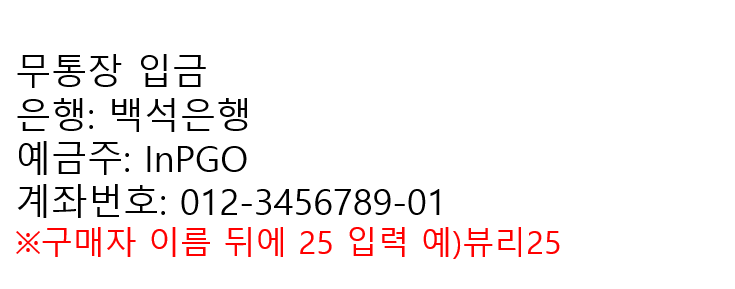 무통장 입금
은행: 백석은행
예금주: InPGO
계좌번호: 012-3456789-01
※구매자 이름 뒤에 25 입력 예)뷰리25